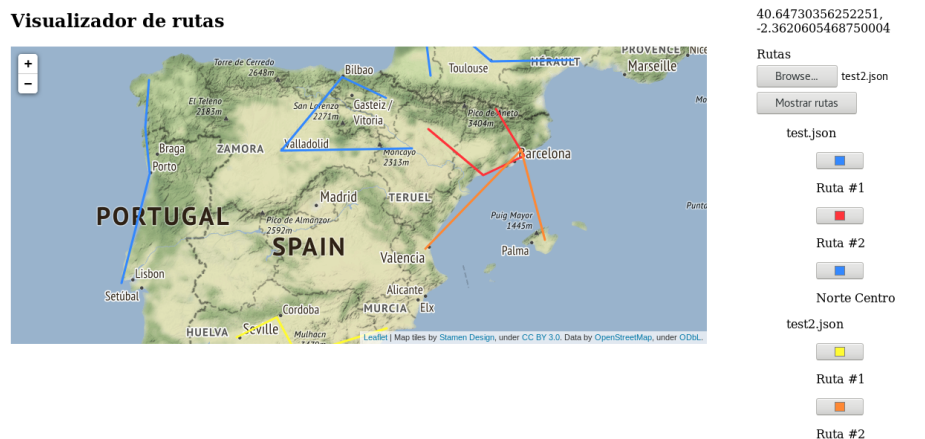 Visualizador de rutas
40.64730356252251,
-2.3620605468750004
Rutas
Browse... test2.json
Mostrar rutas
test.json
Ruta #1
Ruta #2
Norte Centro
test2.json
Ruta #1
Ruta #2
+
−
Torre de Cerredo
2648m
Bilbao
Toulouse
HÉRAULT
PROVENCE
Nice
Marseille
El Teleno
2183m
San Lorenzo
2271m
Gasteiz /
Vitoria
Pico de Aneto
3404m
Mo
Braga
ZAMORA
Valladolid
Moncayo
2313m
Barcelona
Porto
Madrid
TERUEL
PORTUGAL
Pico de Almanzor
2592m
SPAIN
Puig Mayor
1445m
Punta
Palma
Valencia
Lisbon
Setúbal
Alicante
Elx
Cordoba
MURCIA
HUELVA
Seville
Mulhacn
Leaflet | Map tiles by Stamen Design, under CC BY 3.0. Data by OpenStreetMap, under ODbL.